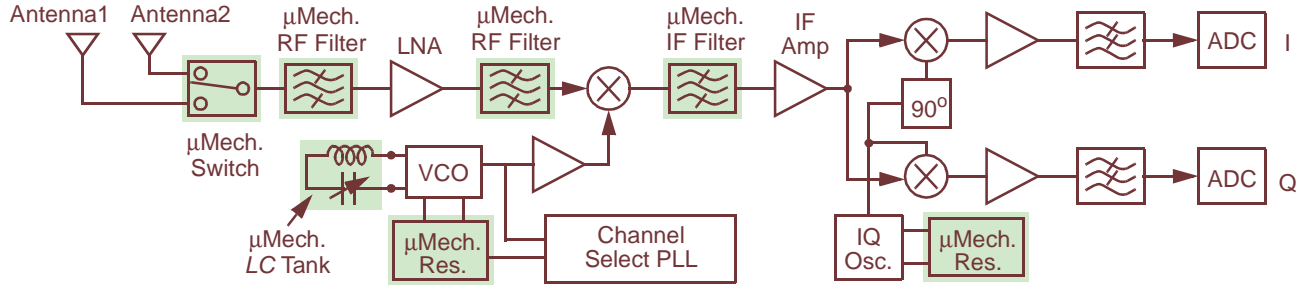 Antenna1
Antenna2
μMech.
RF Filter
LNA
μMech.
RF Filter
μMech.
IF Filter
IF
Amp
ADC
I
90o
μMech.
Switch
VCO
μMech.
LC Tank
μMech.
Res.
Channel
Select PLL
ADC
Q
IQ
Osc.
μMech.
Res.